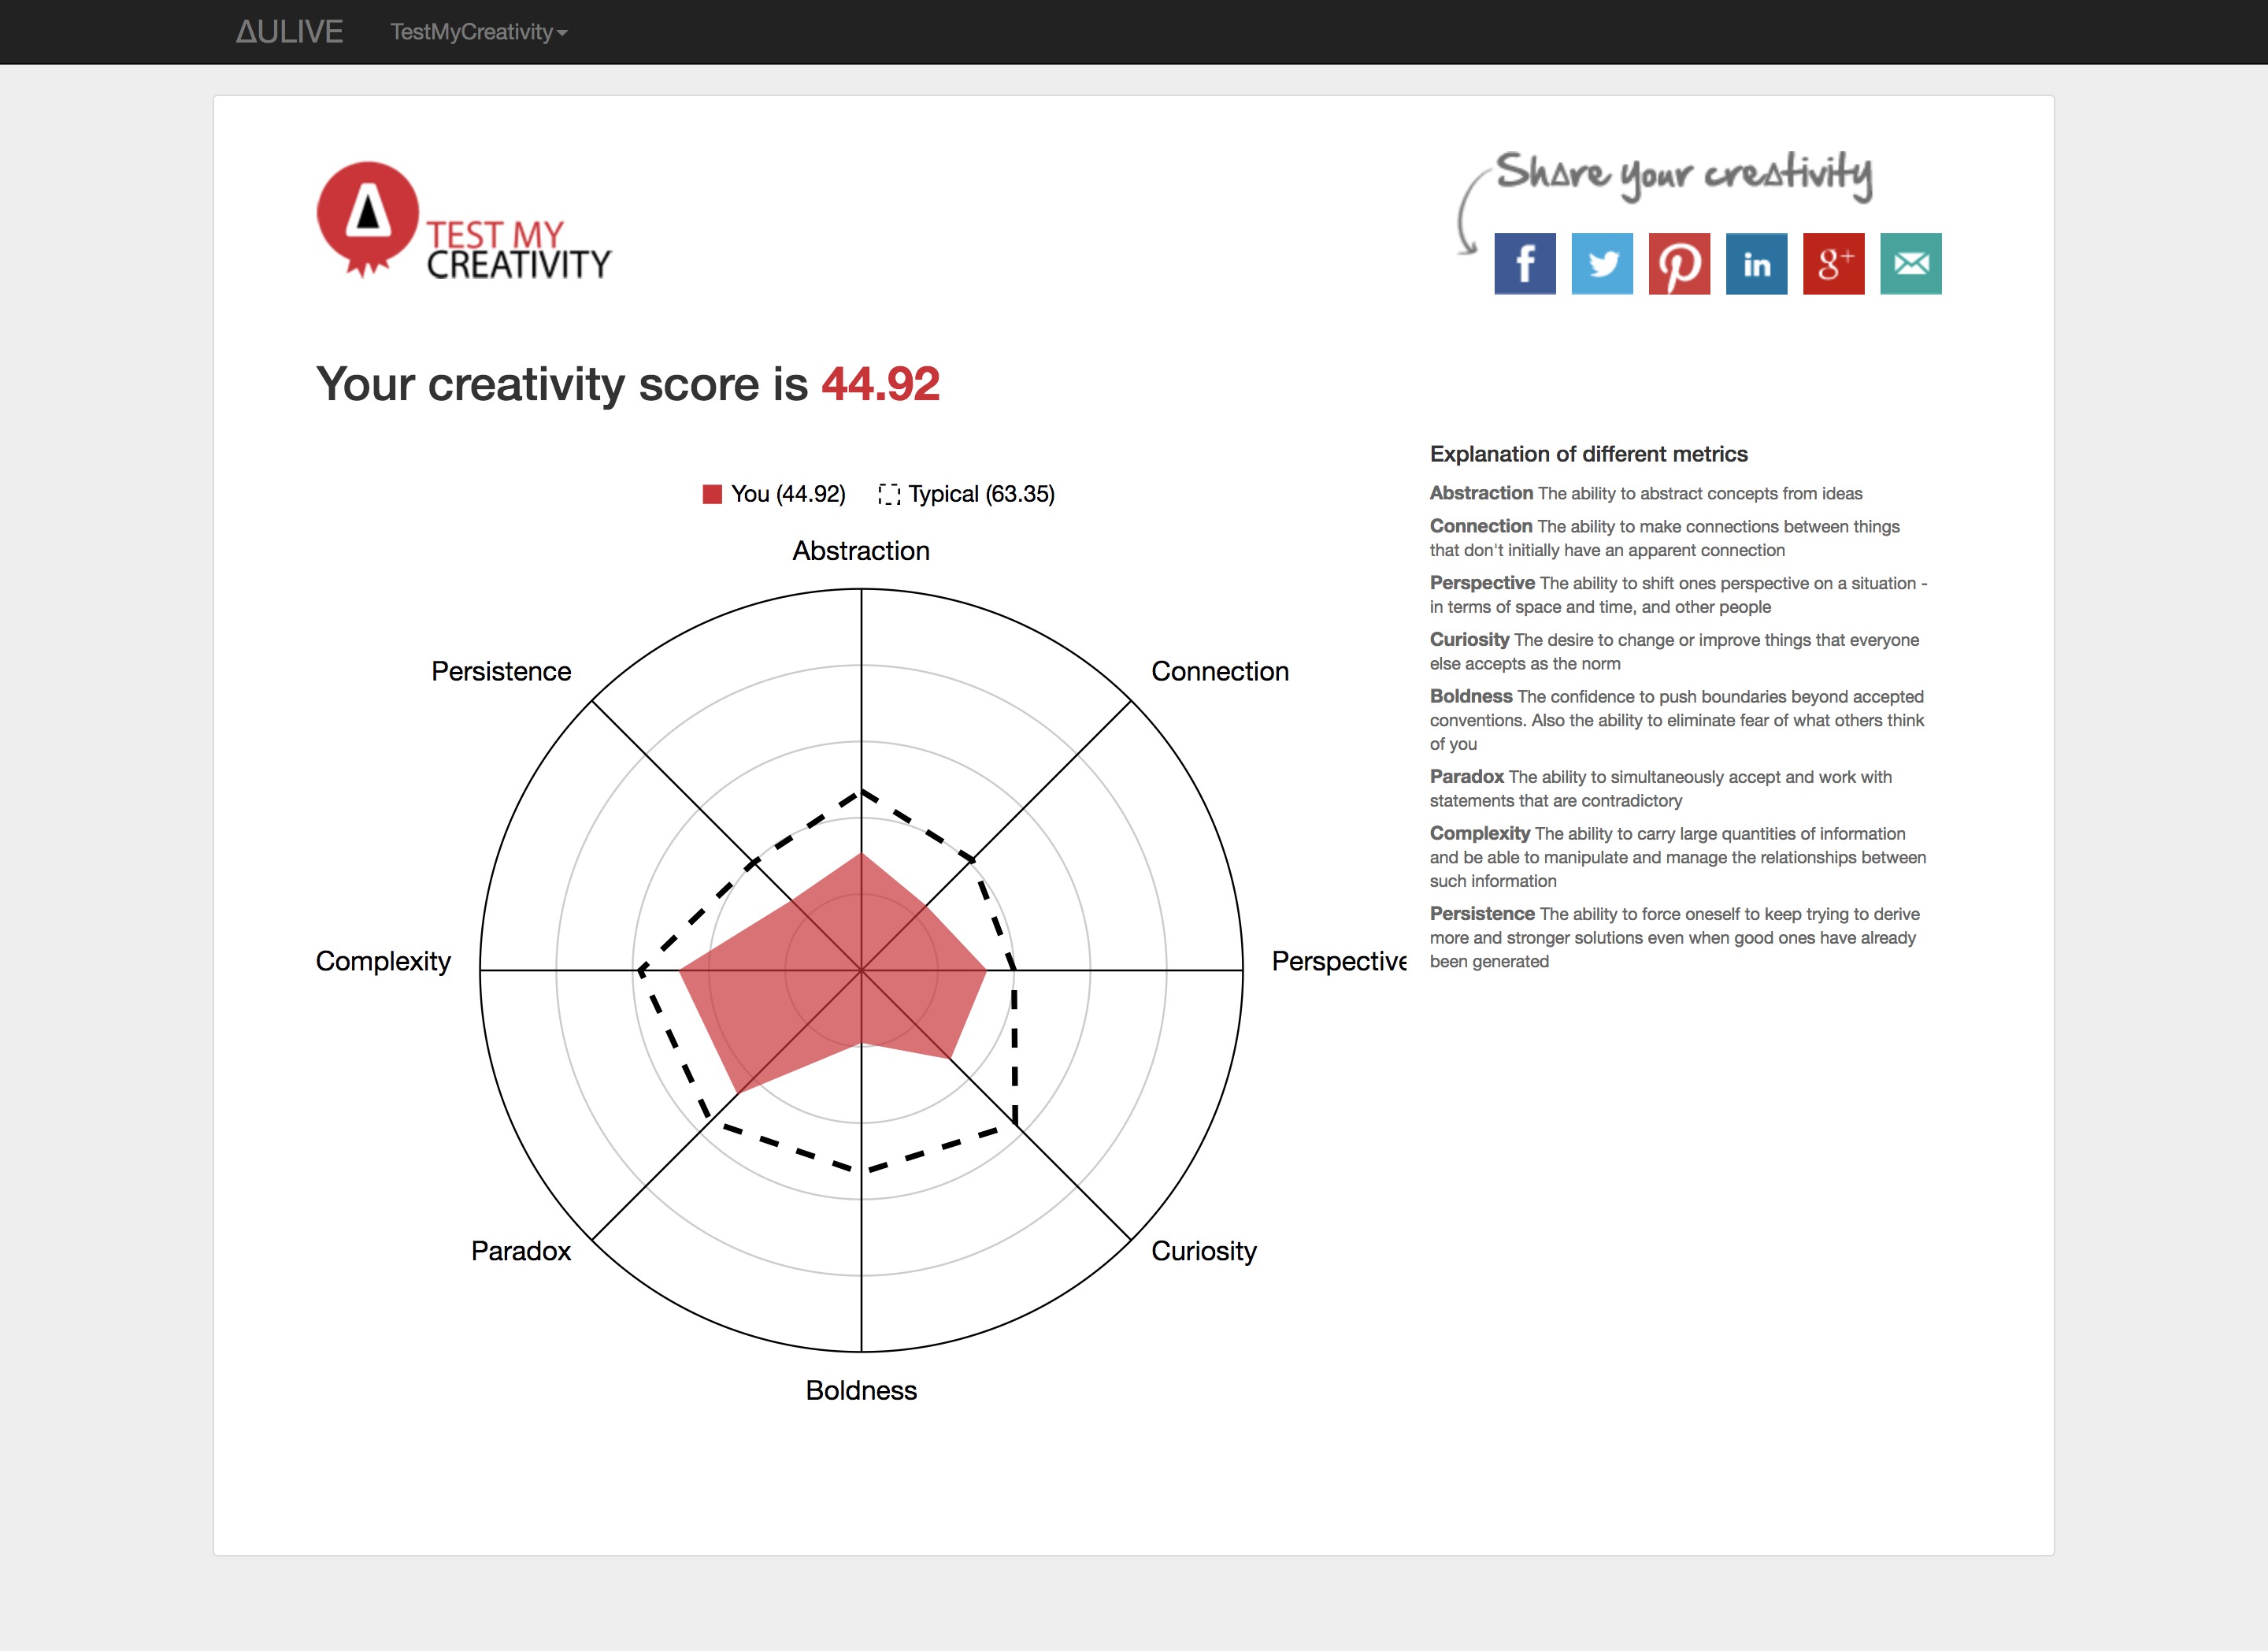 ΔULIVE TestMyCreativity
TEST MY
CREATIVITY
ShΔre your creΔtivity
f in g+
Your creativity score is 44.92
You (44.92) Typical (63.35)
Abstraction
Connection
Perspective
Curiosity
Boldness
Paradox
Complexity
Persistence
Explanation of different metrics
Abstraction The ability to abstract concepts from ideas
Connection The ability to make connections between things
that don't initially have an apparent connection
Perspective The ability to shift ones perspective on a situation -
in terms of space and time, and other people
Curiosity The desire to change or improve things that everyone
else accepts as the norm
Boldness The confidence to push boundaries beyond accepted
conventions. Also the ability to eliminate fear of what others think
of you
Paradox The ability to simultaneously accept and work with
statements that are contradictory
Complexity The ability to carry large quantities of information
and be able to manipulate and manage the relationships between
such information
Persistence The ability to force oneself to keep trying to derive
more and stronger solutions even when good ones have already
been generated